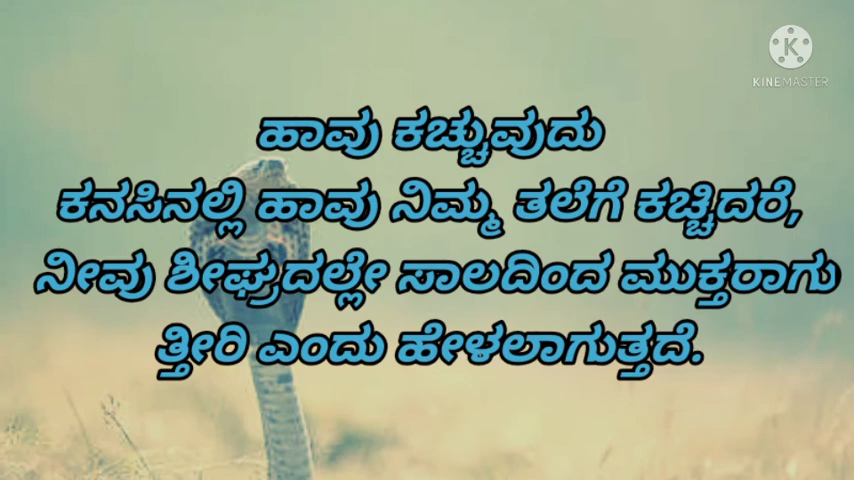 KINEMASTER
ಹಾವು ಕಚ್ಚುವುದು
ಕನಸಿನಲ್ಲಿ ಹಾವು ನಿಮ್ಮ ತಲೆಗೆ ಕಚ್ಚಿದರೆ,
ನೀವು ಶೀಘ್ರದಲ್ಲೇ ಸಾಲದಿಂದ ಮುಕ್ತರಾಗು
ತ್ತೀರಿ ಎಂದು ಹೇಳಲಾಗುತ್ತದೆ.